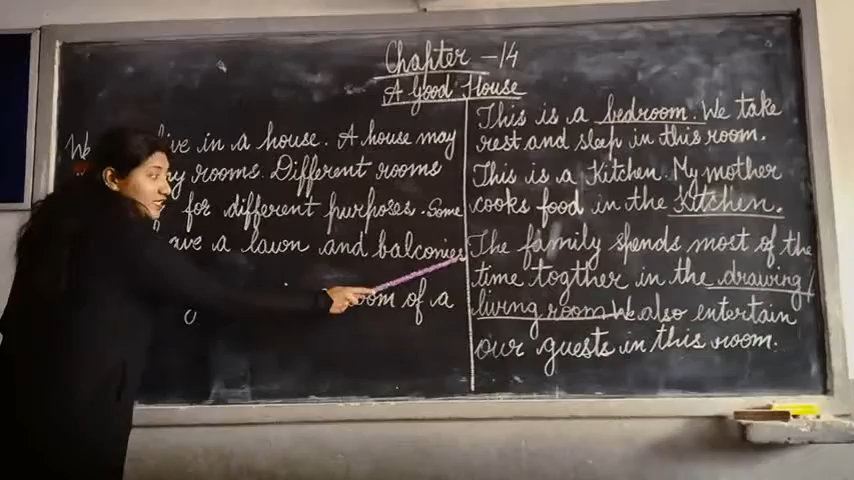 Chapter - 14
A Good House
We live in a house. A house may
rooms. Different rooms
for different purposes. Some
a lawn and balconies
of a
This is a bedroom. We take
rest and sleep in this room.
This is a Kitchen. My mother
cooks food in the Kitchen.
The family spends most of the
time togther in the drawing
living room. We also entertain
our guests in this room.